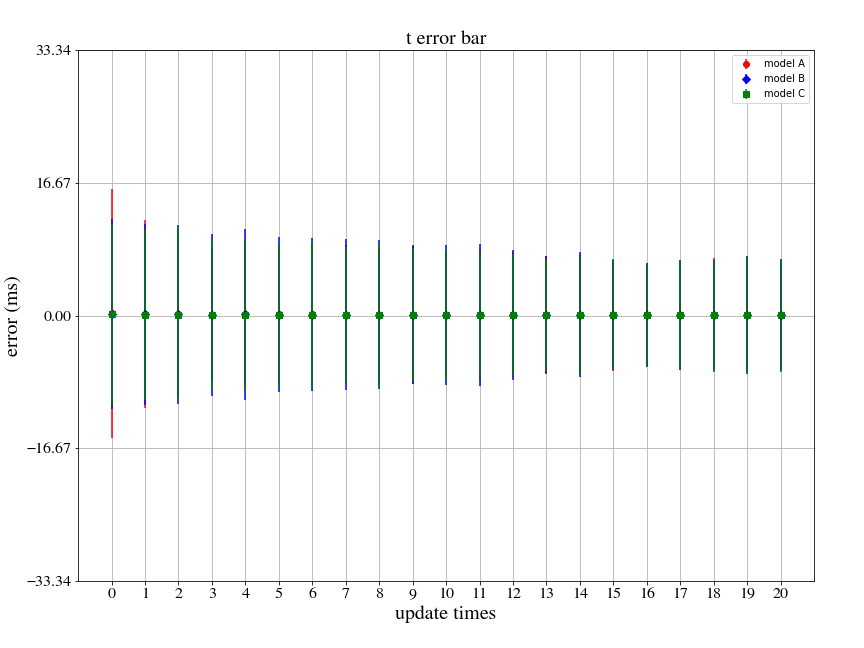 t error bar
33.34
16.67
0.00
−16.67
−33.34
error (ms)
model A
model B
model C
0 1 2 3 4 5 6 7 8 9 10 11 12 13 14 15 16 17 18 19 20
update times